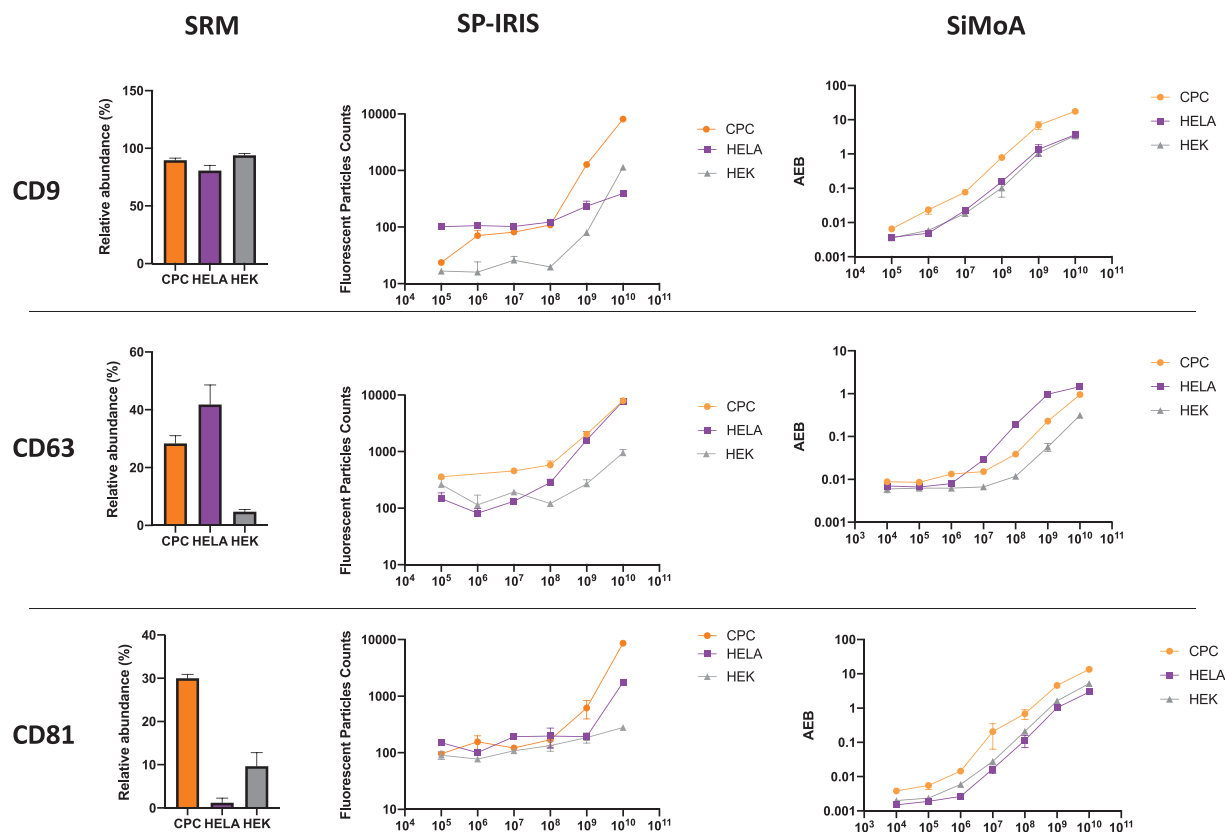 SRM
SP-IRIS
SiMoA
CD9
Relative abundance (%)
150
100
50
0
CPC HELA HEK
Fluorescent Particles Counts
10000
1000
100
10
10⁴ 10⁵ 10⁶ 10⁷ 10⁸ 10⁹ 10¹⁰ 10¹¹
CPC
HELA
HEK
AEB
100
10
1
0.1
0.01
0.001
10⁴ 10⁵ 10⁶ 10⁷ 10⁸ 10⁹ 10¹⁰ 10¹¹
CPC
HELA
HEK
CD63
Relative abundance (%)
60
40
20
0
CPC HELA HEK
Fluorescent Particles Counts
10000
1000
100
10
10⁴ 10⁵ 10⁶ 10⁷ 10⁸ 10⁹ 10¹⁰ 10¹¹
CPC
HELA
HEK
AEB
10
1
0.1
0.01
0.001
10³ 10⁴ 10⁵ 10⁶ 10⁷ 10⁸ 10⁹ 10¹⁰ 10¹¹
CPC
HELA
HEK
CD81
Relative abundance (%)
40
30
20
10
0
CPC HELA HEK
Fluorescent Particles Counts
10000
1000
100
10
10⁴ 10⁵ 10⁶ 10⁷ 10⁸ 10⁹ 10¹⁰ 10¹¹
CPC
HELA
HEK
AEB
100
10
1
0.1
0.01
0.001
10³ 10⁴ 10⁵ 10⁶ 10⁷ 10⁸ 10⁹ 10¹⁰ 10¹¹
CPC
HELA
HEK